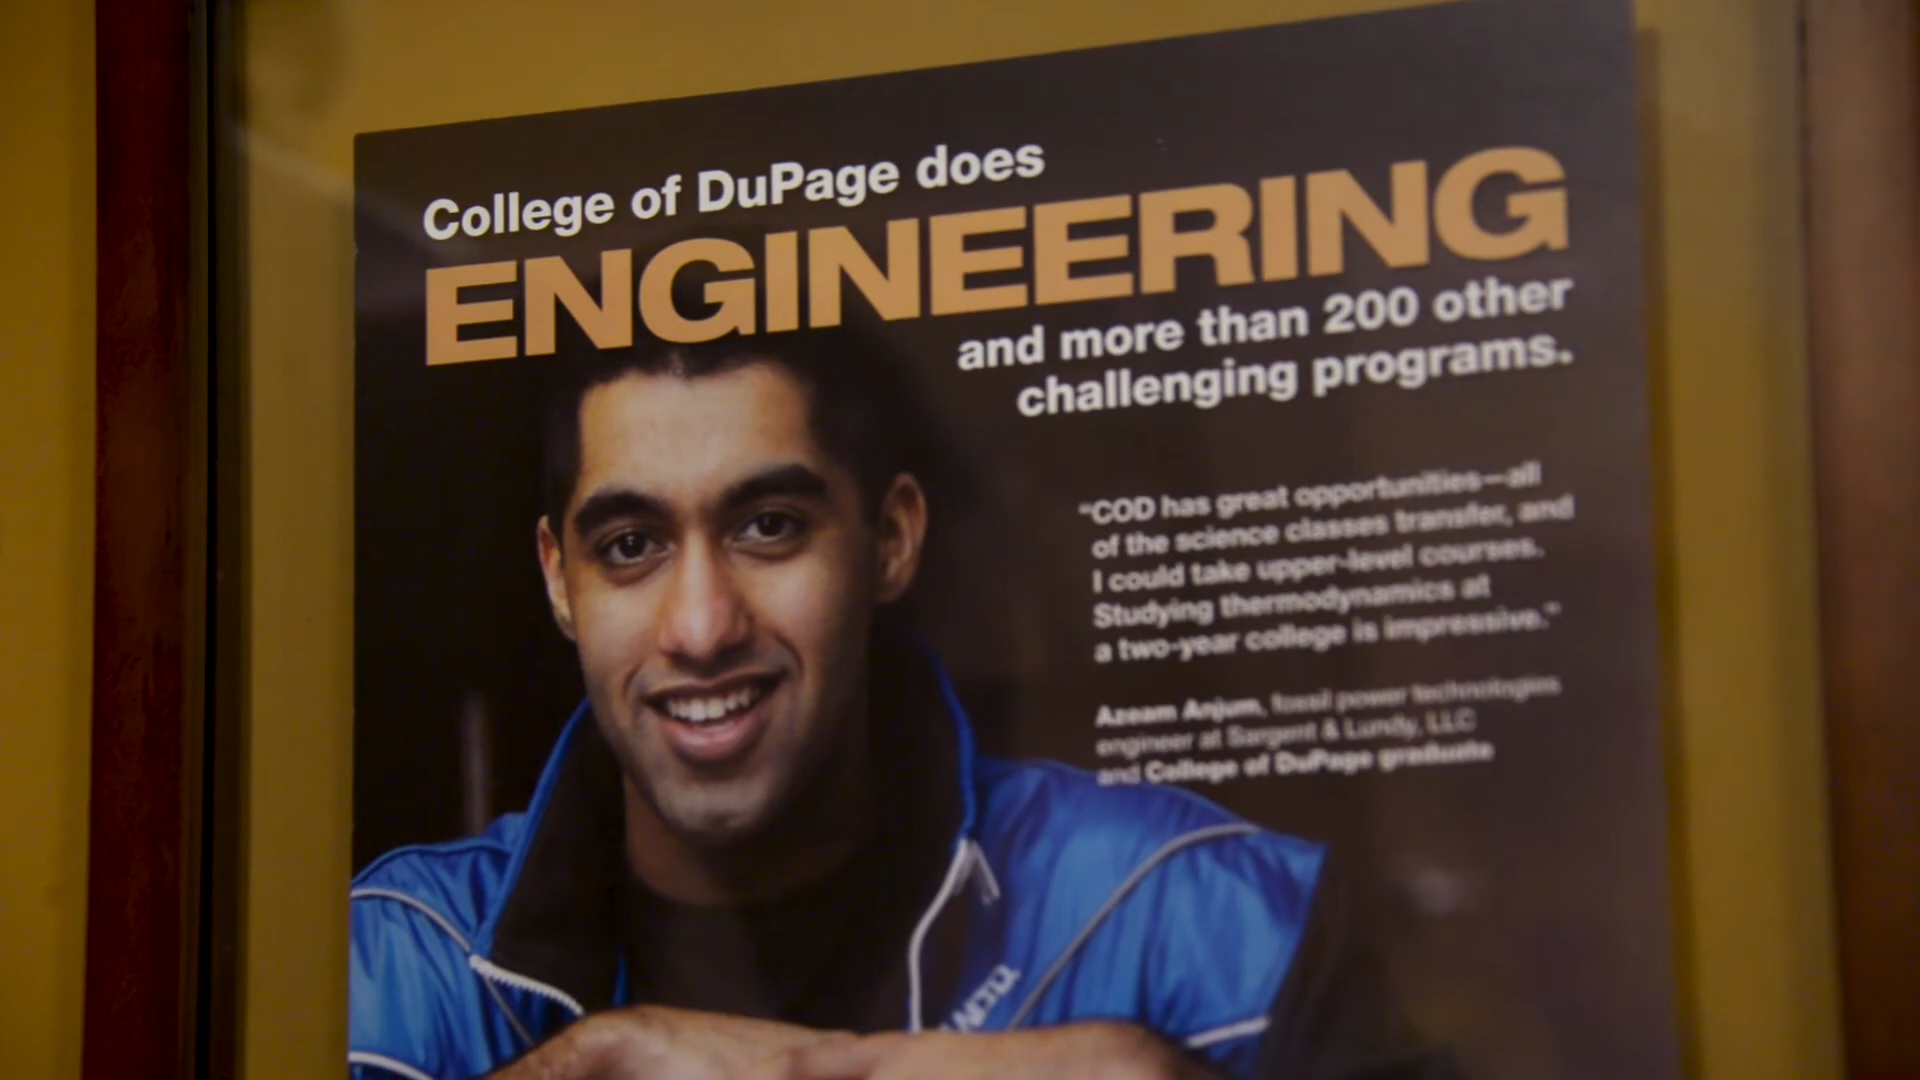 College of DuPage does
ENGINEERING
and more than 200 other
challenging programs.
“COD has great opportunities—all
of the science classes transfer, and
I could take upper-level courses.
Studying thermodynamics at
a two-year college is impressive.”
Azeam Anjum, fossil power technologies
engineer at Sargent & Lundy, LLC
and College of DuPage graduate